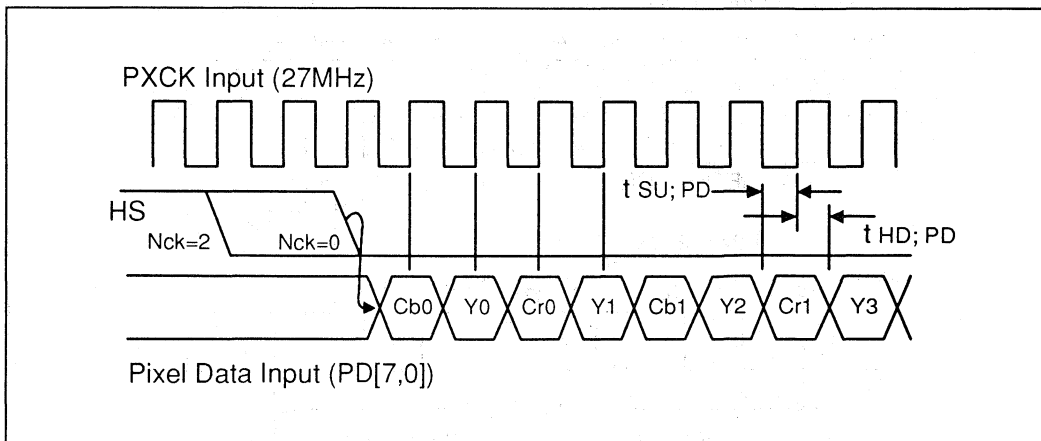 PXCK Input (27MHz)
t SU; PD
HS
Nck=2
Nck=0
t HD; PD
Cb0 Y0 Cr0 Y1 Cb1 Y2 Cr1 Y3
Pixel Data Input (PD[7,0])